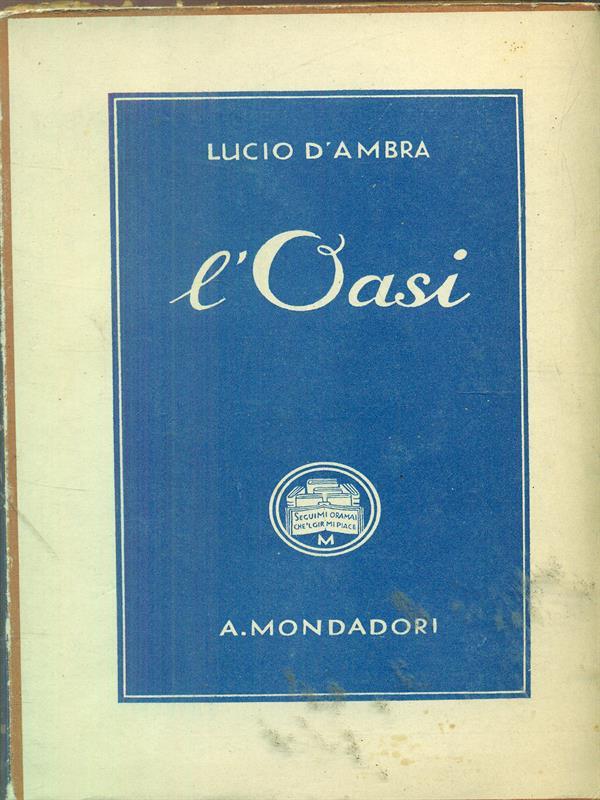 LUCIO D'AMBRA
l'Oasi
SEGUIMI ORAMAI
CHE 'L GIR MI PIACE
M
A. MONDADORI